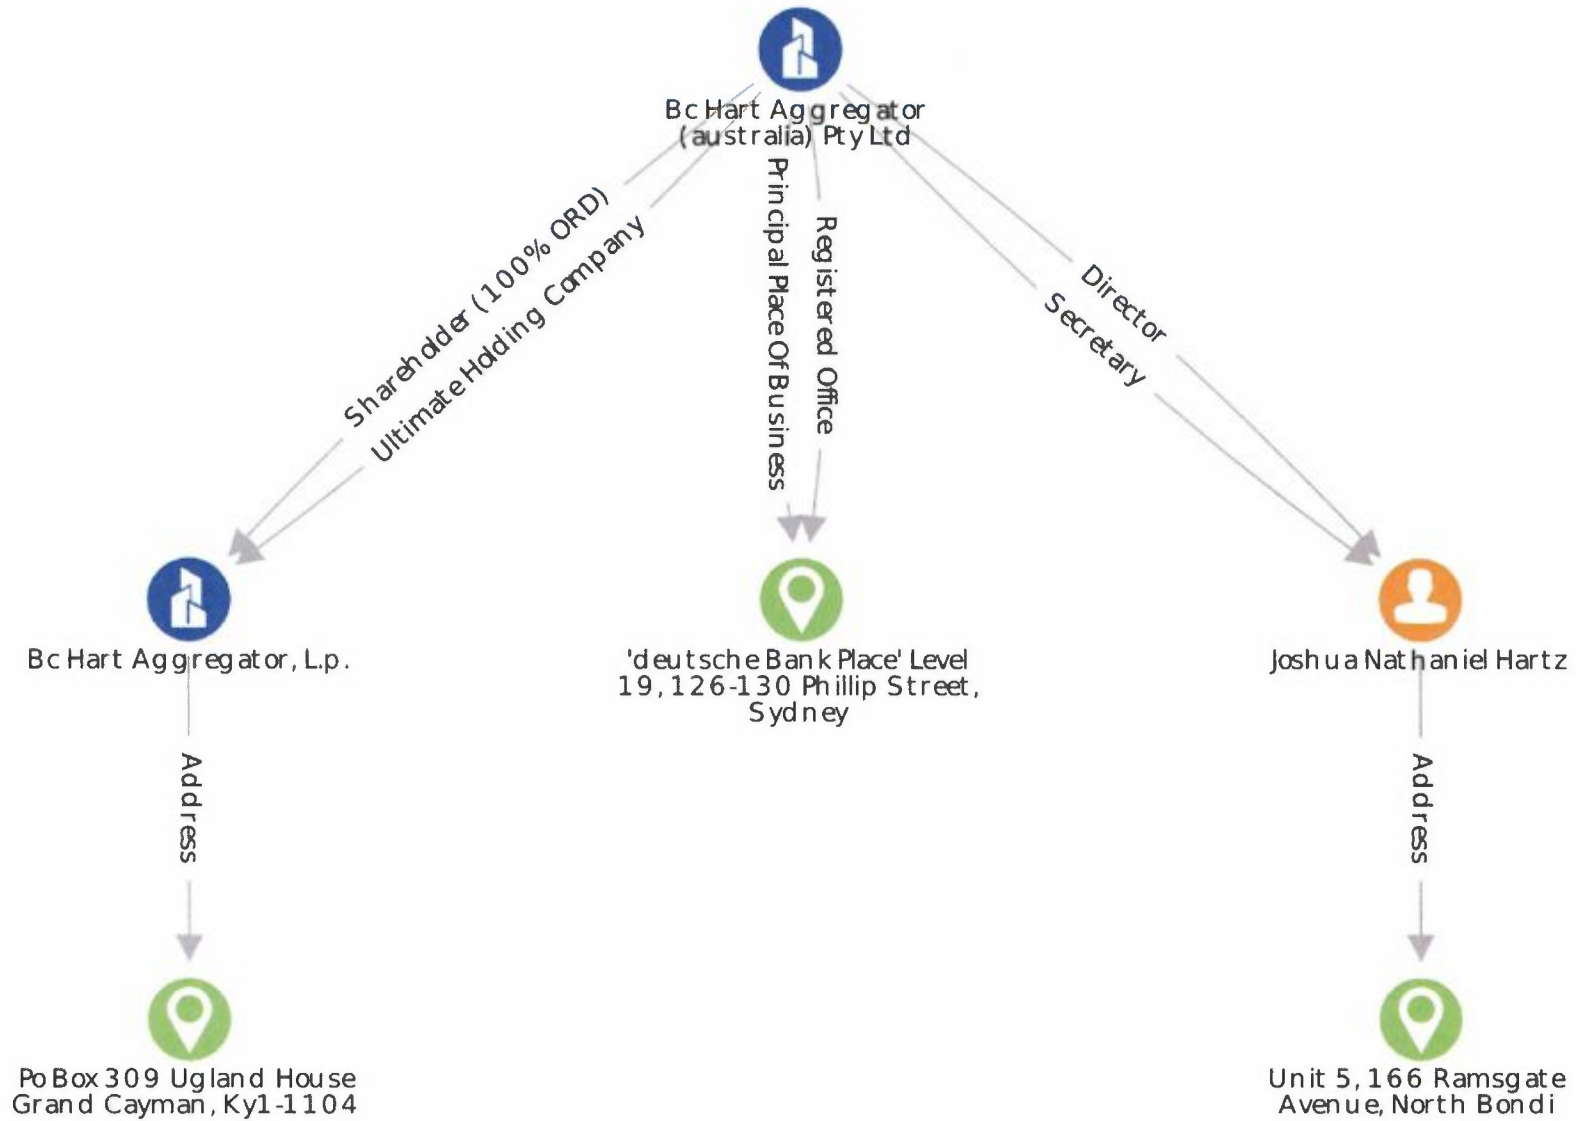 Bc Hart Aggregator
(australia) Pty Ltd
Shareholder (100% ORD)
Ultimate Holding Company
Principal Place Of Business
Registered Office
Director
Secretary
Bc Hart Aggregator, L.p.
'deutsche Bank Place' Level
19, 126-130 Phillip Street,
Sydney
Joshua Nathaniel Hartz
Address
Address
Po Box 309 Ugland House
Grand Cayman, Ky1-1104
Unit 5, 166 Ramsgate
Avenue, North Bondi